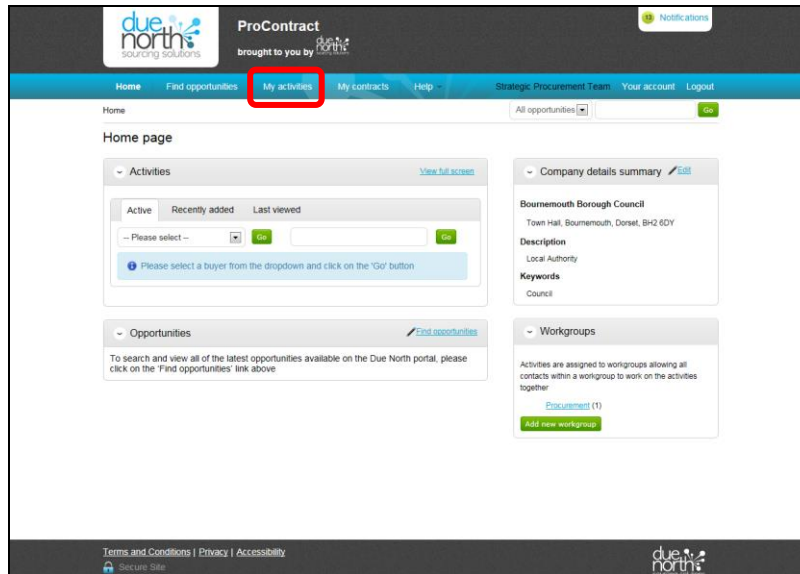 due
north
sourcing solutions
ProContract
brought to you by due north
12 Notifications
Home Find opportunities My activities My contracts Help Strategic Procurement Team Your account Logout
Home
All opportunities Go
Home page
Activities View full screen
Active Recently added Last viewed
-- Please select -- Go Go
Please select a buyer from the dropdown and click on the 'Go' button
Company details summary Edit
Bournemouth Borough Council
Town Hall, Bournemouth, Dorset, BH2 6DY
Description
Local Authority
Keywords
Council
Opportunities Find opportunities
To search and view all of the latest opportunities available on the Due North portal, please
click on the 'Find opportunities' link above
Workgroups
Activities are assigned to workgroups allowing all
contacts within a workgroup to work on the activities
together
Procurement (1)
Add new workgroup
Terms and Conditions | Privacy | Accessibility
Secure Site
due
north